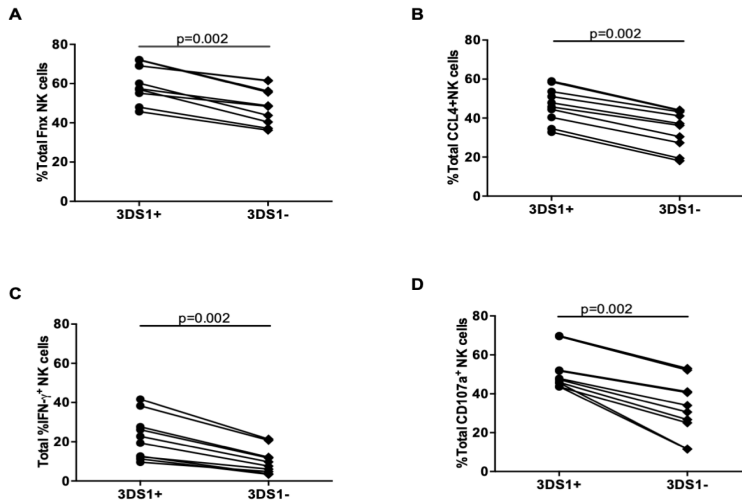 A
p=0.002
%Total Fnx NK cells
80
60
40
20
0
3DS1+ 3DS1-
B
p=0.002
%Total CCL4+NK cells
80
60
40
20
0
3DS1+ 3DS1-
C
p=0.002
Total %IFN-γ+ NK cells
80
60
40
20
0
3DS1+ 3DS1-
D
p=0.002
%Total CD107a+ NK cells
80
60
40
20
0
3DS1+ 3DS1-